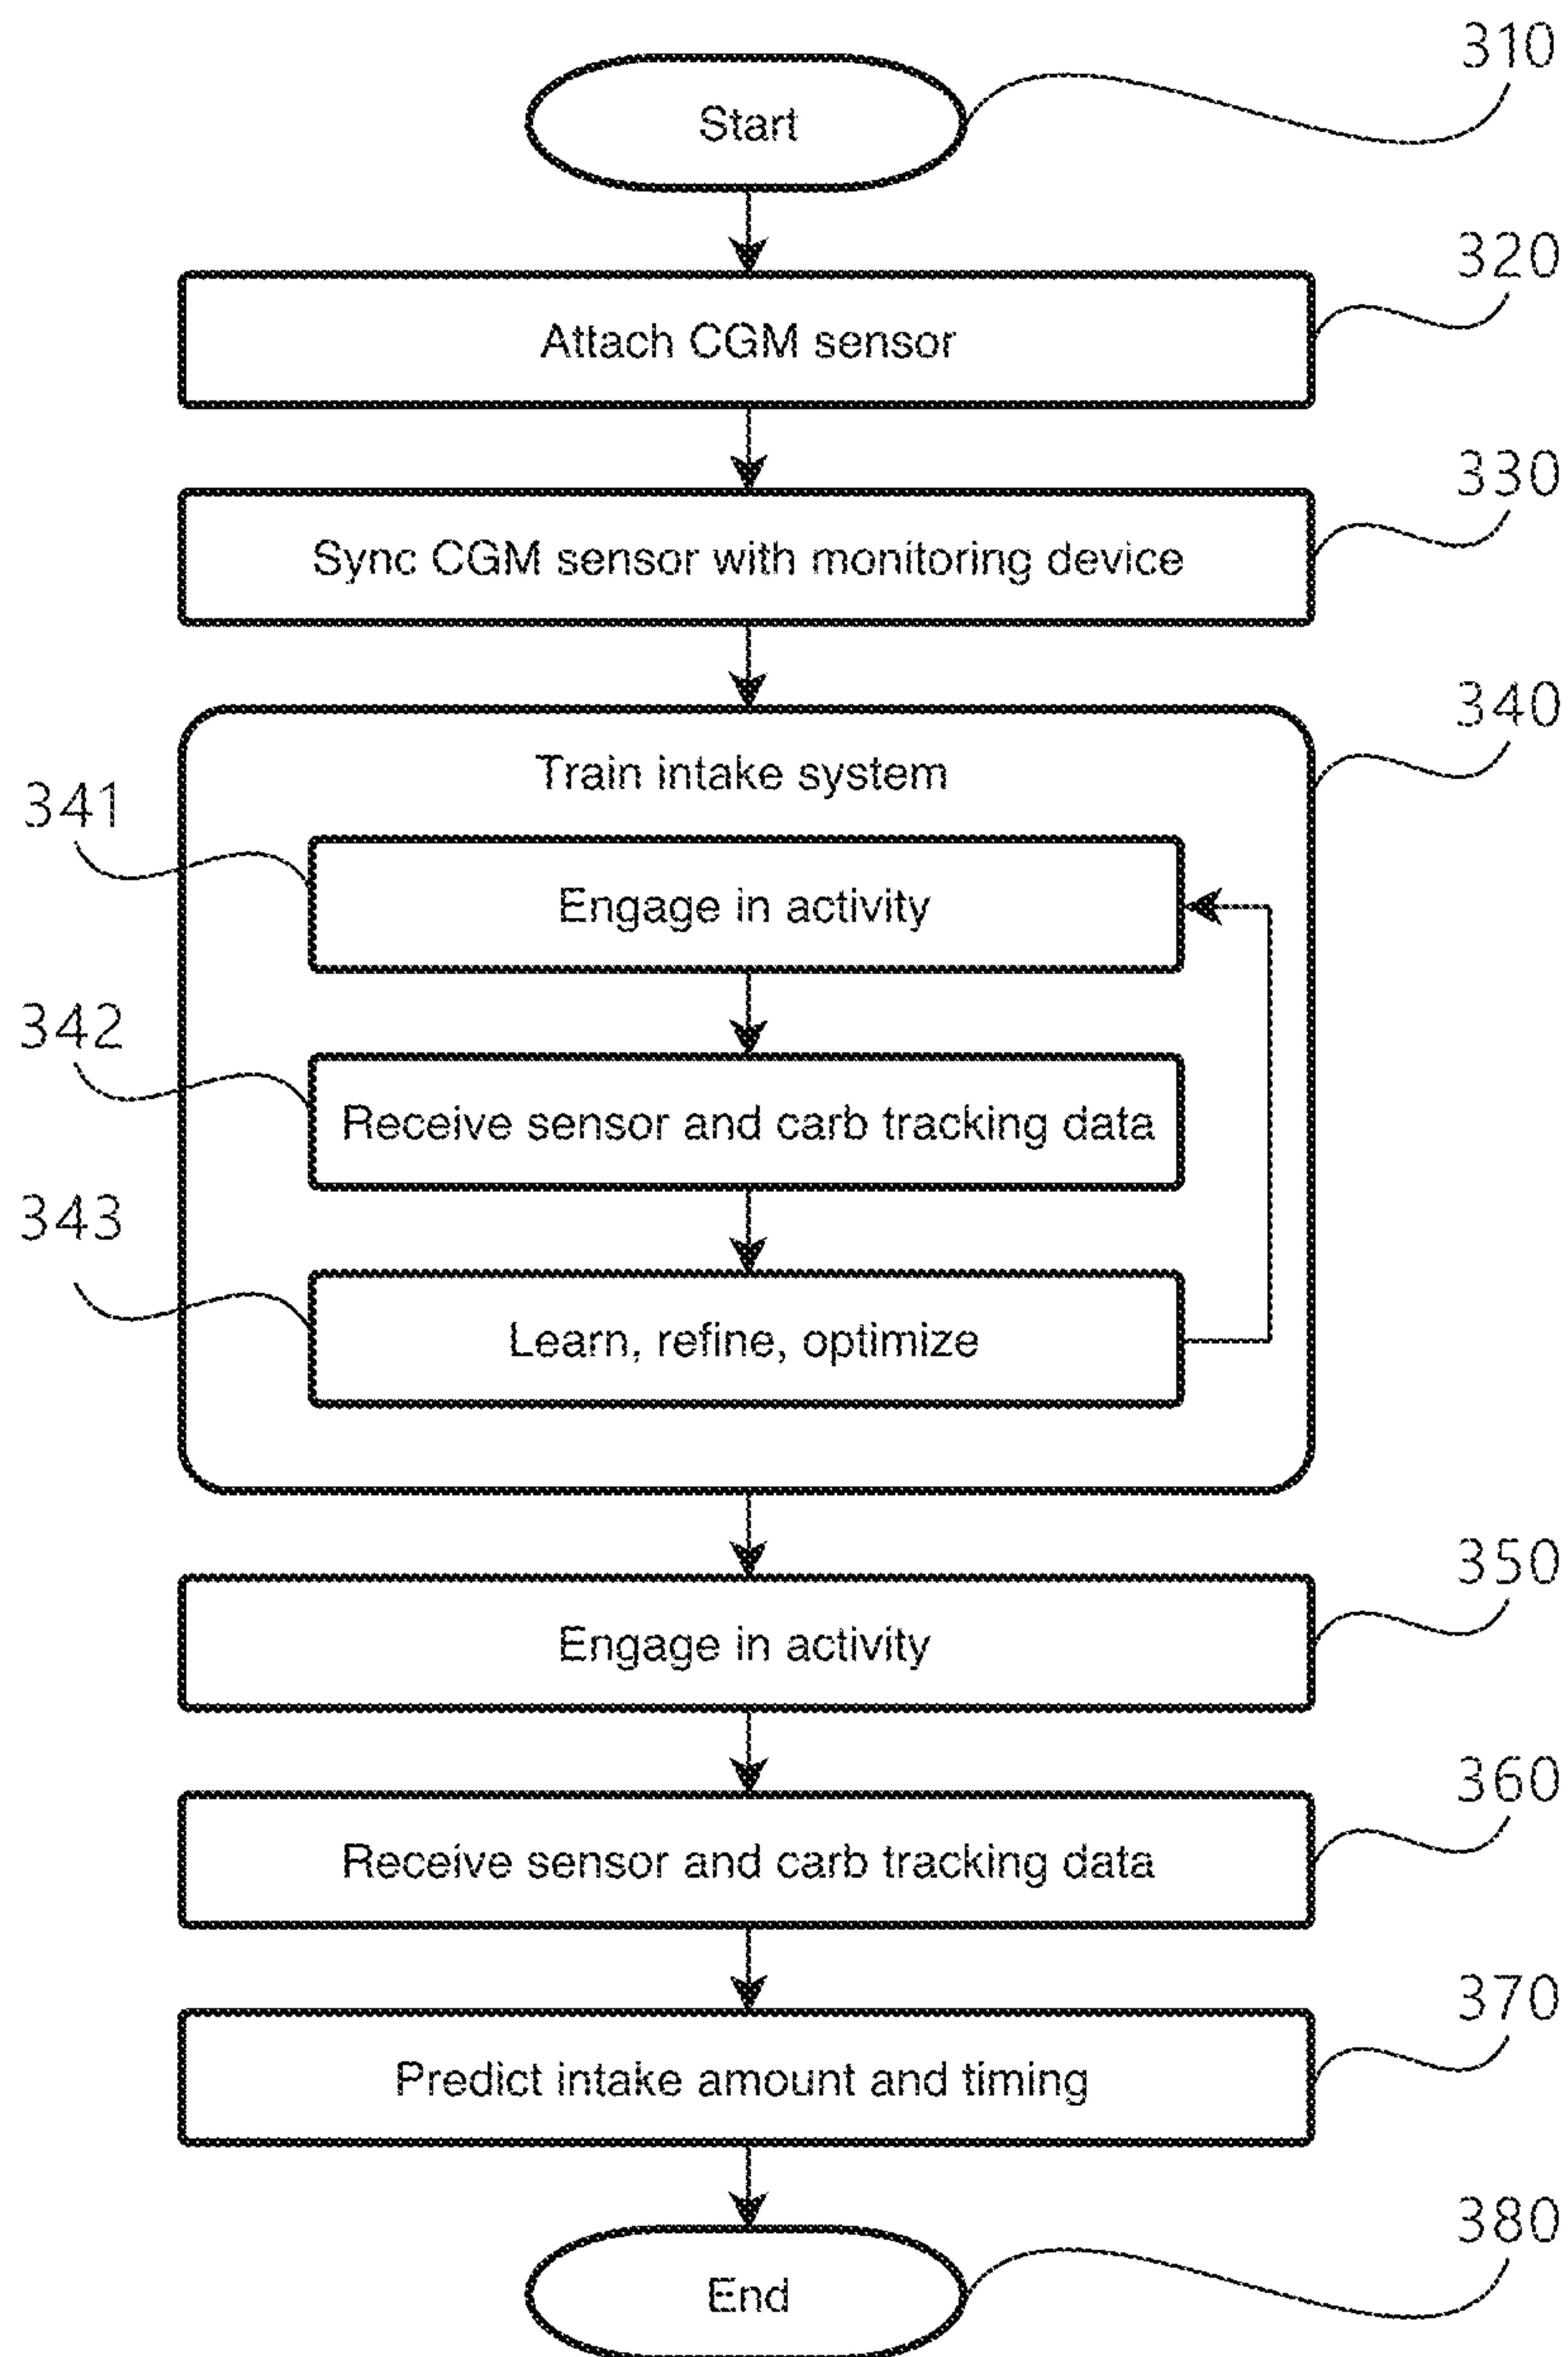 310
Start
320
Attach CGM sensor
330
Sync CGM sensor with monitoring device
340
Train intake system
341
Engage in activity
342
Receive sensor and carb tracking data
343
Learn, refine, optimize
350
Engage in activity
360
Receive sensor and carb tracking data
370
Predict intake amount and timing
380
End